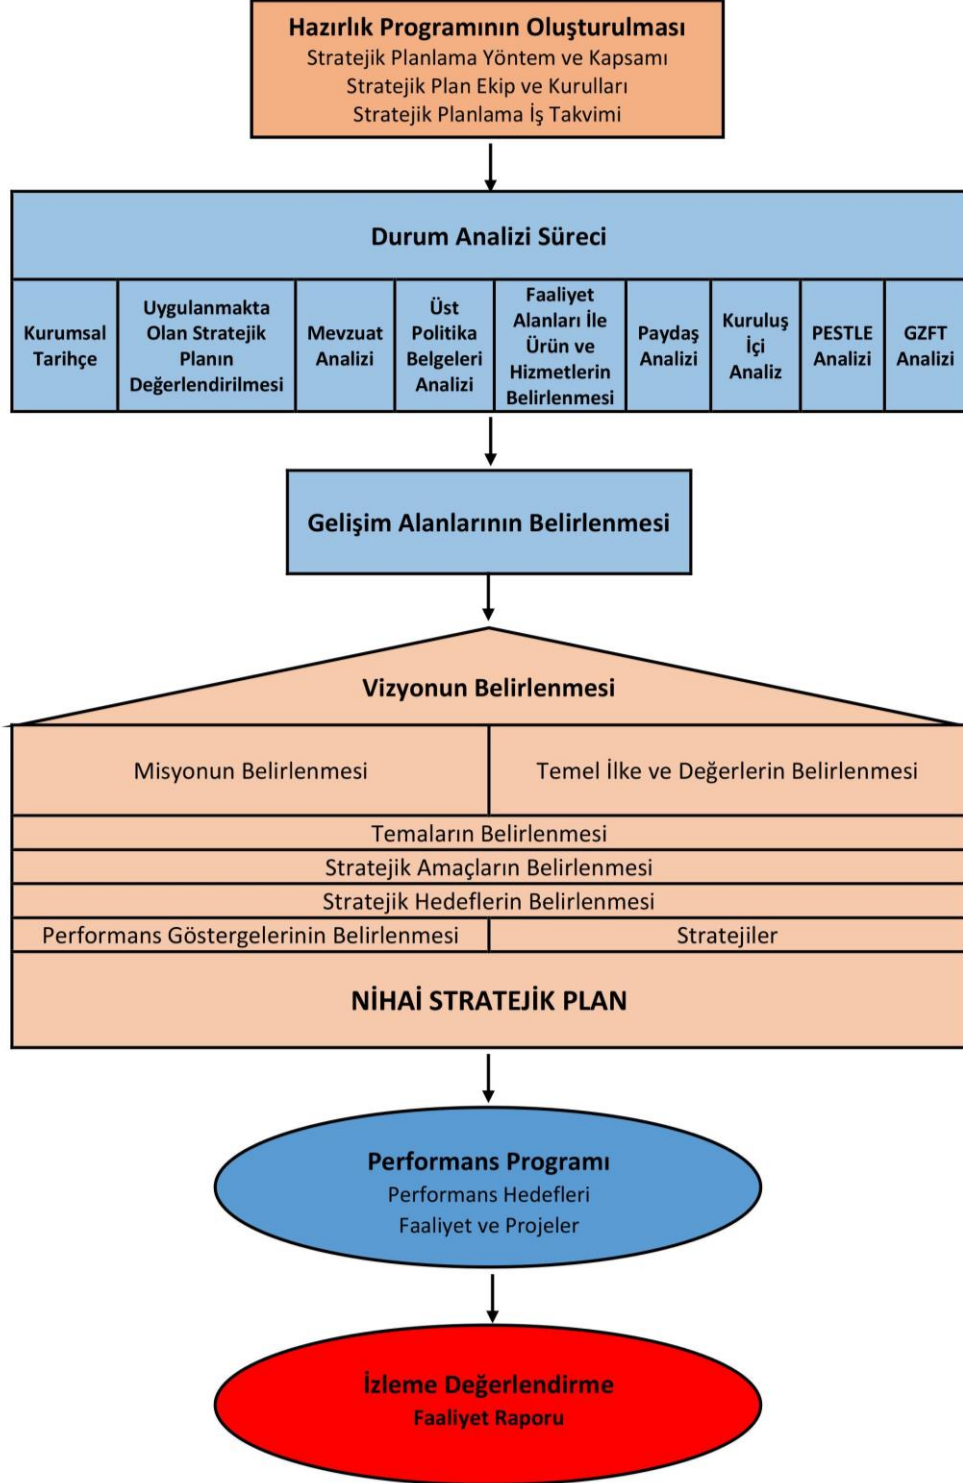 Hazırlık Programının Oluşturulması
Stratejik Planlama Yöntem ve Kapsamı
Stratejik Plan Ekip ve Kurulları
Stratejik Planlama İş Takvimi
Durum Analizi Süreci
Kurumsal
Tarihçe
Uygulanmakta
Olan Stratejik
Planın
Değerlendirilmesi
Mevzuat
Analizi
Üst
Politika
Belgeleri
Analizi
Faaliyet
Alanları İle
Ürün ve
Hizmetlerin
Belirlenmesi
Paydaş
Analizi
Kuruluş
İçi
Analiz
PESTLE
Analizi
GZFT
Analizi
Gelişim Alanlarının Belirlenmesi
Vizyonun Belirlenmesi
Misyonun Belirlenmesi
Temel İlke ve Değerlerin Belirlenmesi
Temaların Belirlenmesi
Stratejik Amaçların Belirlenmesi
Stratejik Hedeflerin Belirlenmesi
Performans Göstergelerinin Belirlenmesi
Stratejiler
NİHAİ STRATEJİK PLAN
Performans Programı
Performans Hedefleri
Faaliyet ve Projeler
İzleme Değerlendirme
Faaliyet Raporu